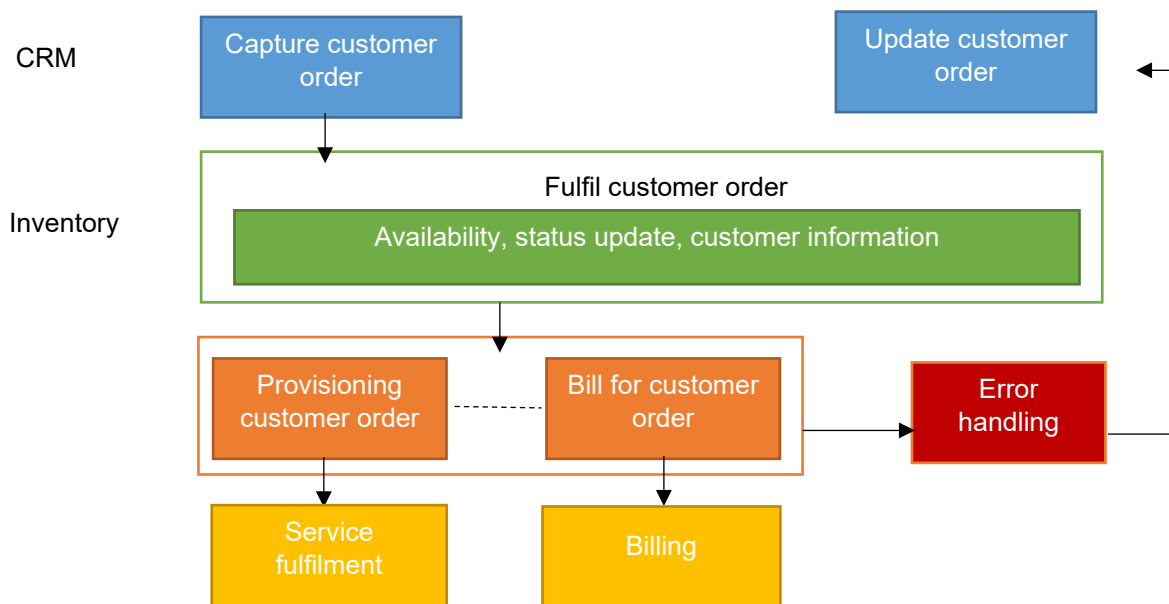 CRM
Capture customer
order
Update customer
order
Fulfil customer order
Inventory
Availability, status update, customer information
Provisioning
customer order
Bill for customer
order
Error
handling
Service
fulfilment
Billing